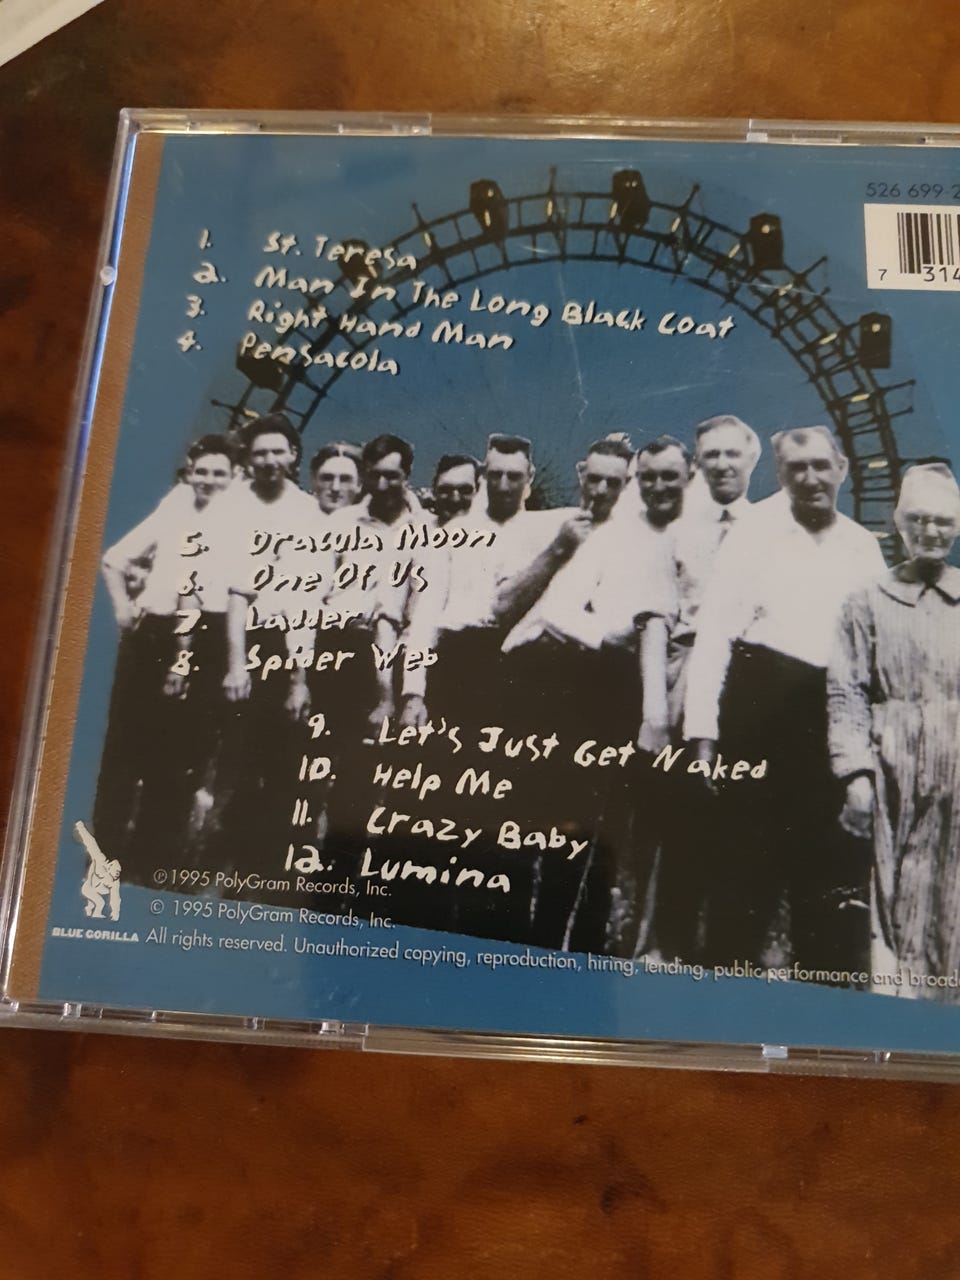 526 699-2
7 314
1. St. Teresa
2. Man In The Long Black Coat
3. Right Hand Man
4. Pensacola
5. Dracula Moon
6. One Of Us
7. Ladder
8. Spider Web
9. Let's Just Get Naked
10. Help Me
11. Crazy Baby
12. Lumina
℗1995 PolyGram Records, Inc.
© 1995 PolyGram Records, Inc.
BLUE GORILLA
All rights reserved. Unauthorized copying, reproduction, hiring, lending, public performance and broad